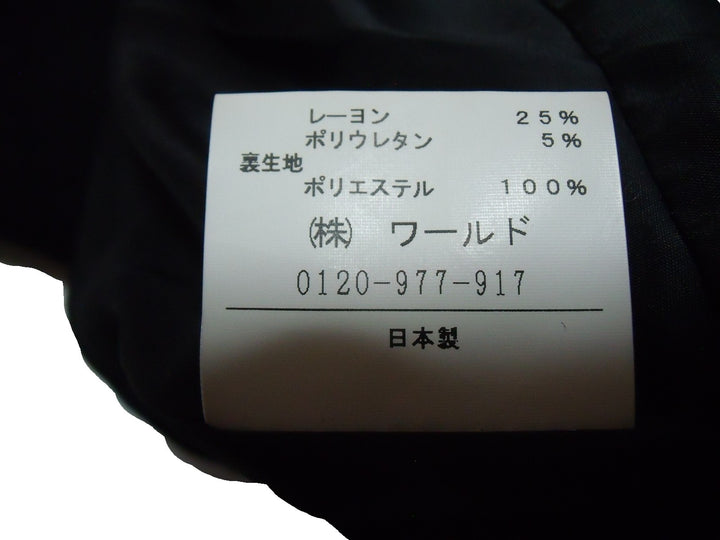 レーヨン　２５％
ポリウレタン　５％
裏生地
ポリエステル　１００％
㈱　ワールド
0120-977-917
日本製